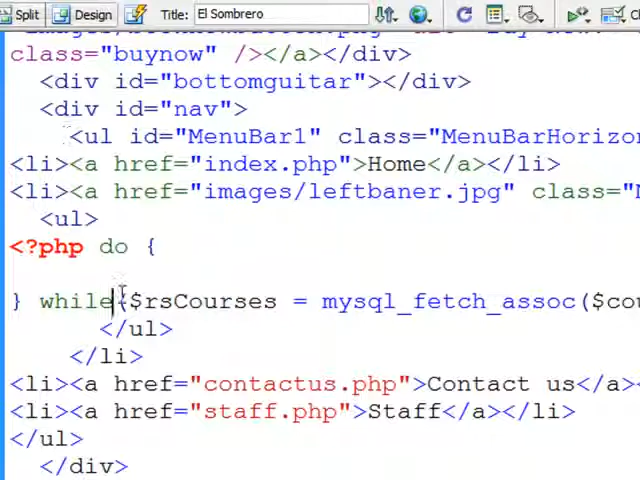 Split Design Title: El Sombrero Chec
class="buynow" /></a></div>
<div id="bottomguitar"></div>
<div id="nav">
<ul id="MenuBar1" class="MenuBarHorizon
<li><a href="index.php">Home</a></li>
<li><a href="images/leftbaner.jpg" class="M
<ul>
<?php do {
} while($rsCourses = mysql_fetch_assoc($cou
</ul>
</li>
<li><a href="contactus.php">Contact us</a>
<li><a href="staff.php">Staff</a></li>
</ul>
</div>